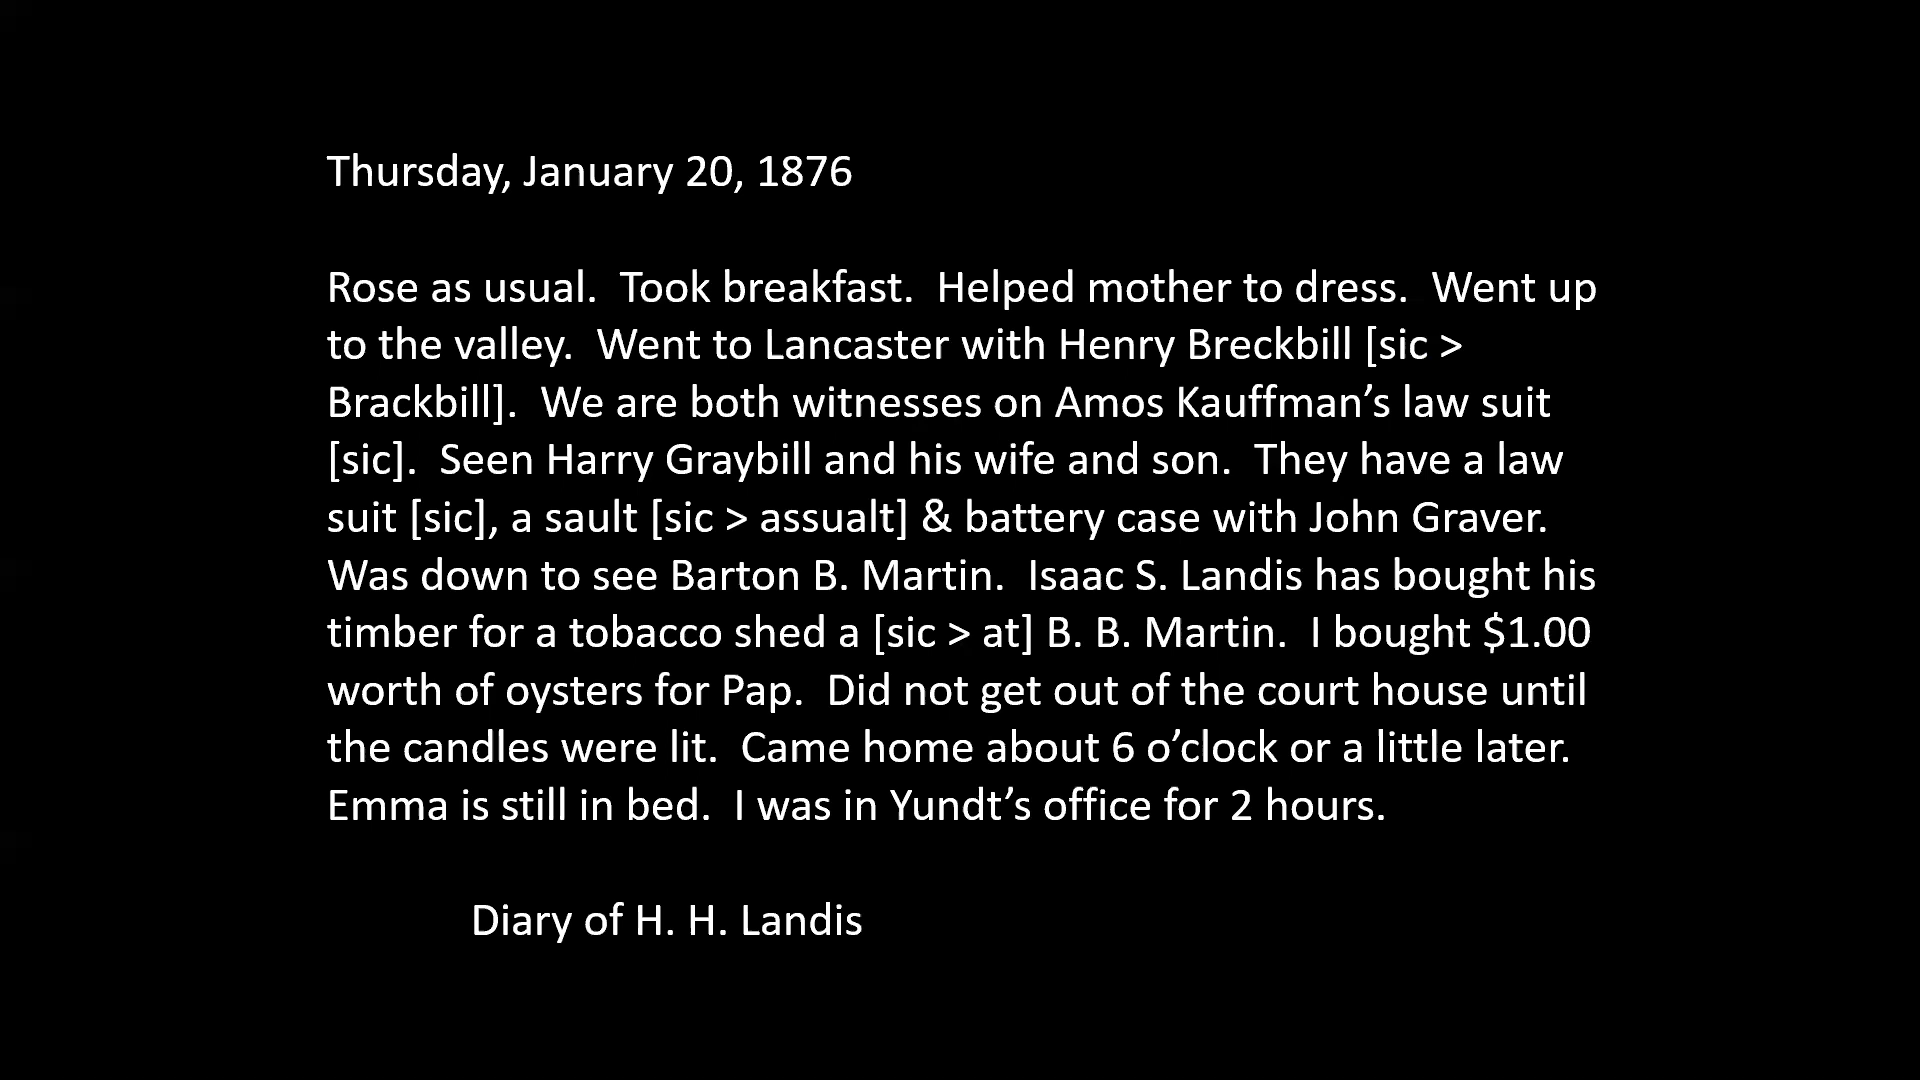 Thursday, January 20, 1876
Rose as usual.  Took breakfast.  Helped mother to dress.  Went up
to the valley.  Went to Lancaster with Henry Breckbill [sic >
Brackbill].  We are both witnesses on Amos Kauffman’s law suit
[sic].  Seen Harry Graybill and his wife and son.  They have a law
suit [sic], a sault [sic > assualt] & battery case with John Graver.
Was down to see Barton B. Martin.  Isaac S. Landis has bought his
timber for a tobacco shed a [sic > at] B. B. Martin.  I bought $1.00
worth of oysters for Pap.  Did not get out of the court house until
the candles were lit.  Came home about 6 o’clock or a little later.
Emma is still in bed.  I was in Yundt’s office for 2 hours.
Diary of H. H. Landis